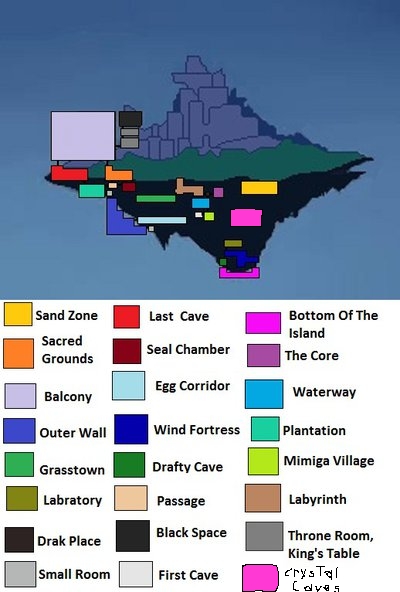 Sand Zone
Last Cave
Bottom Of The
Island
Sacred
Grounds
Seal Chamber
The Core
Balcony
Egg Corridor
Waterway
Outer Wall
Wind Fortress
Plantation
Grasstown
Drafty Cave
Mimiga Village
Labratory
Passage
Labyrinth
Drak Place
Black Space
Throne Room,
King's Table
Small Room
First Cave
crystal
Caves